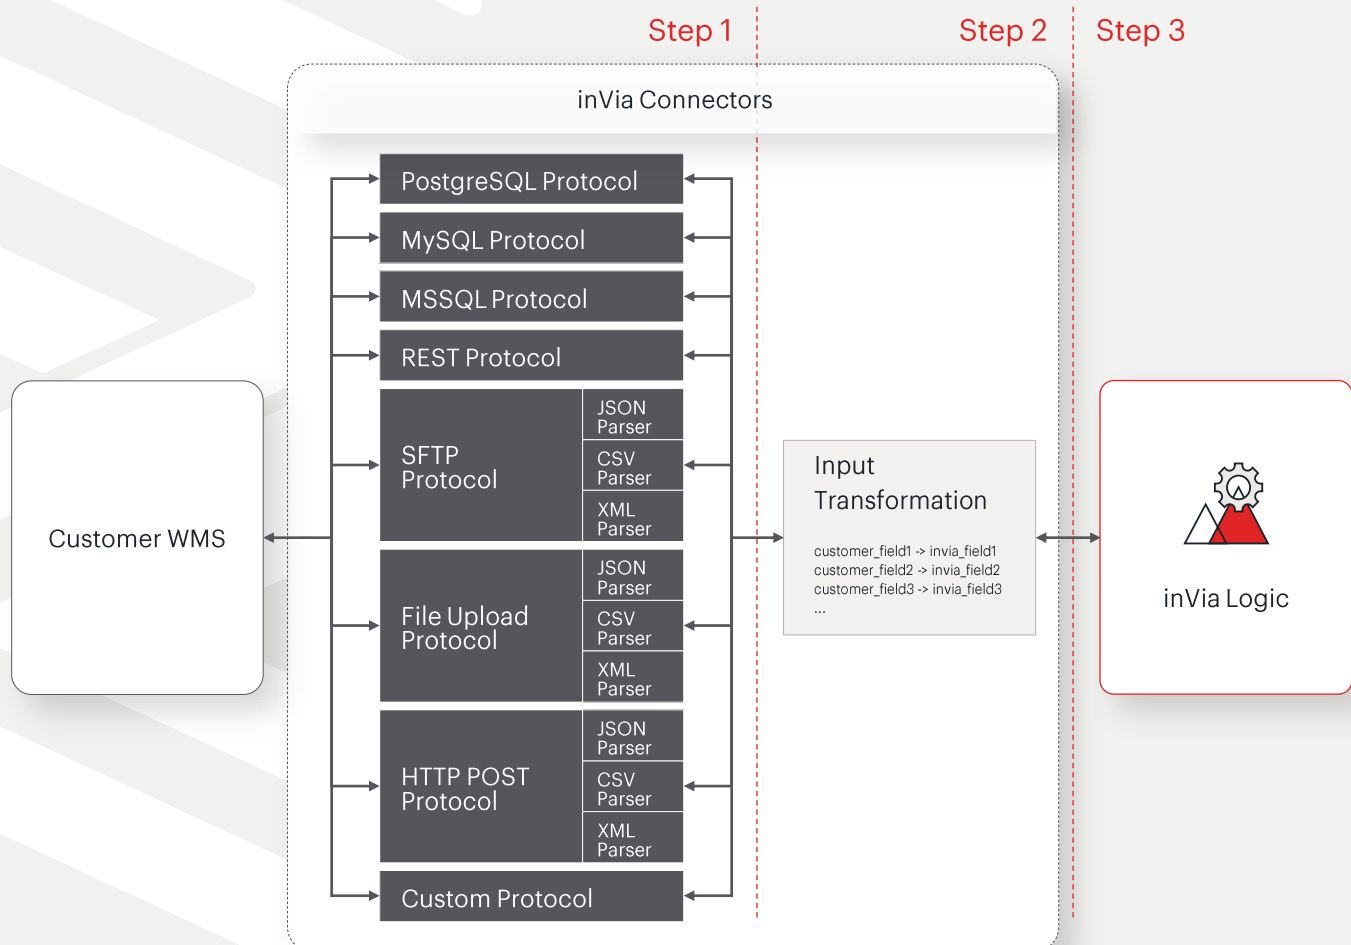 Step 1
Step 2
Step 3
inVia Connectors
Customer WMS
PostgreSQL Protocol
MySQL Protocol
MSSQL Protocol
REST Protocol
SFTP
Protocol
JSON
Parser
CSV
Parser
XML
Parser
File Upload
Protocol
JSON
Parser
CSV
Parser
XML
Parser
HTTP POST
Protocol
JSON
Parser
CSV
Parser
XML
Parser
Custom Protocol
Input
Transformation
customer_field1 -> invia_field1
customer_field2 -> invia_field2
customer_field3 -> invia_field3
...
inVia Logic